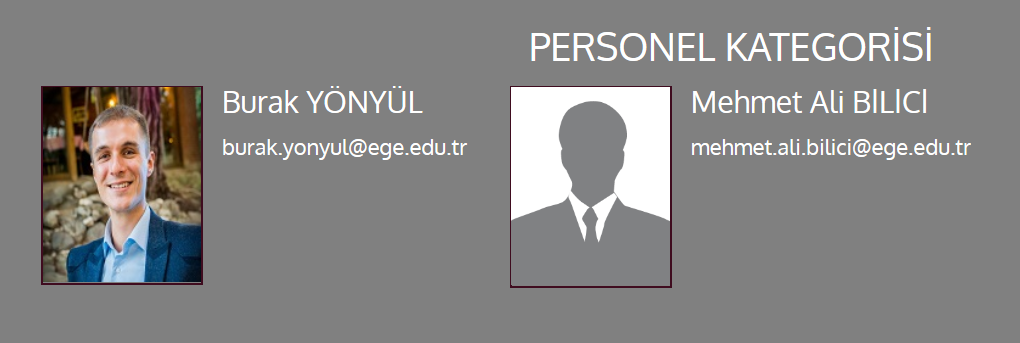 PERSONEL KATEGORİSİ
Burak YÖNYÜL
burak.yonyul@ege.edu.tr
Mehmet Ali BİLİCİ
mehmet.ali.bilici@ege.edu.tr